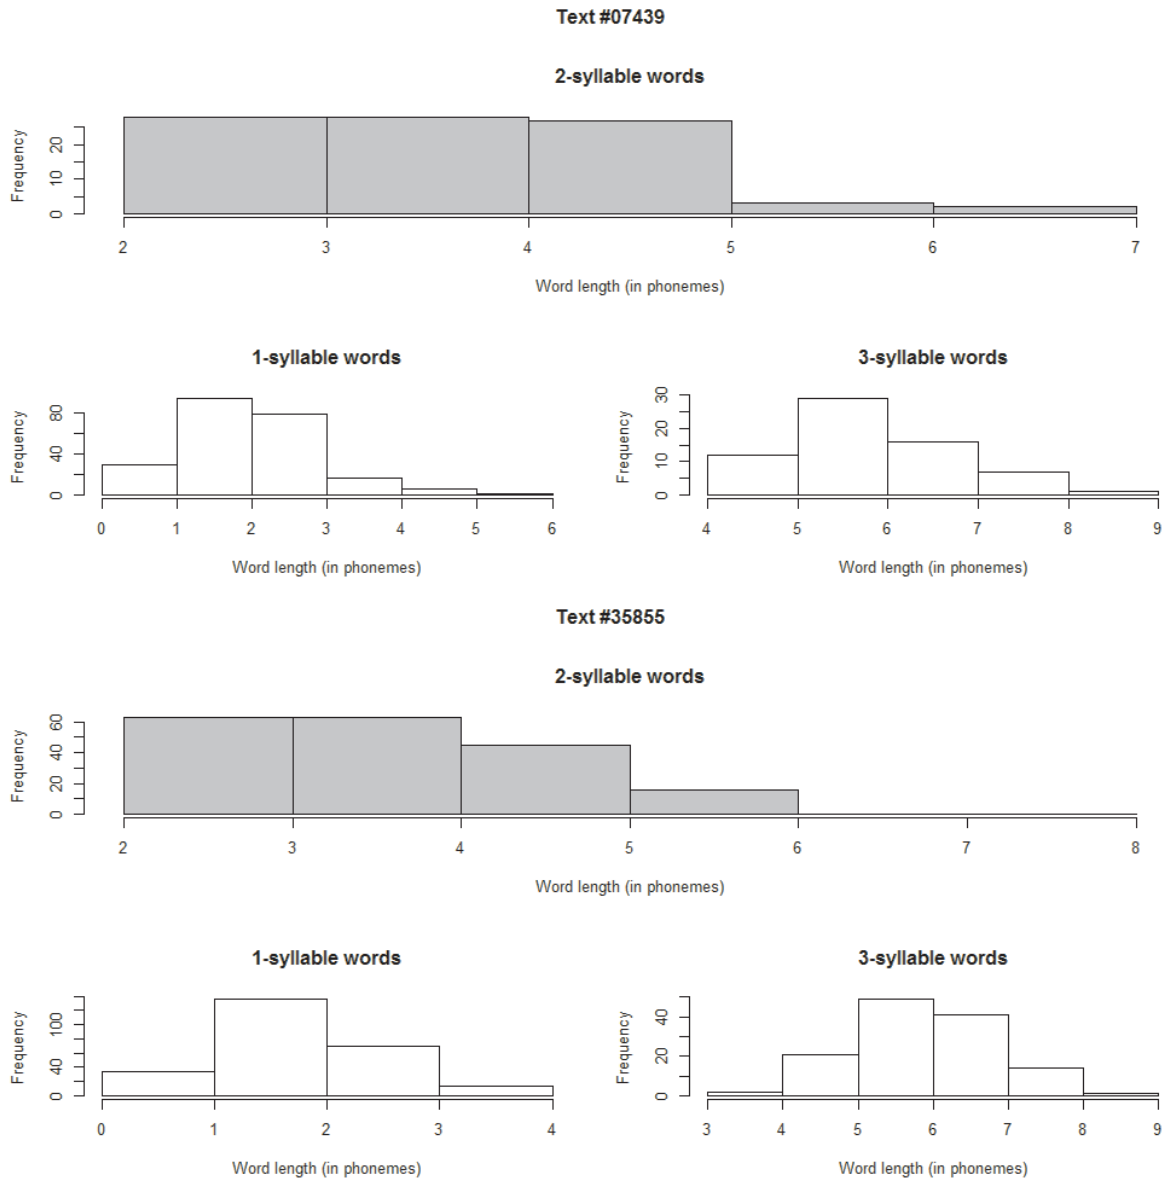 Text #07439
2-syllable words
Frequency
0 10 20
2 3 4 5 6 7
Word length (in phonemes)
1-syllable words
Frequency
0 40 80
0 1 2 3 4 5 6
Word length (in phonemes)
3-syllable words
Frequency
0 10 20 30
4 5 6 7 8 9
Word length (in phonemes)
Text #35855
2-syllable words
Frequency
0 20 40 60
2 3 4 5 6 7 8
Word length (in phonemes)
1-syllable words
Frequency
0 40 100
0 1 2 3 4
Word length (in phonemes)
3-syllable words
Frequency
0 20 40
3 4 5 6 7 8 9
Word length (in phonemes)